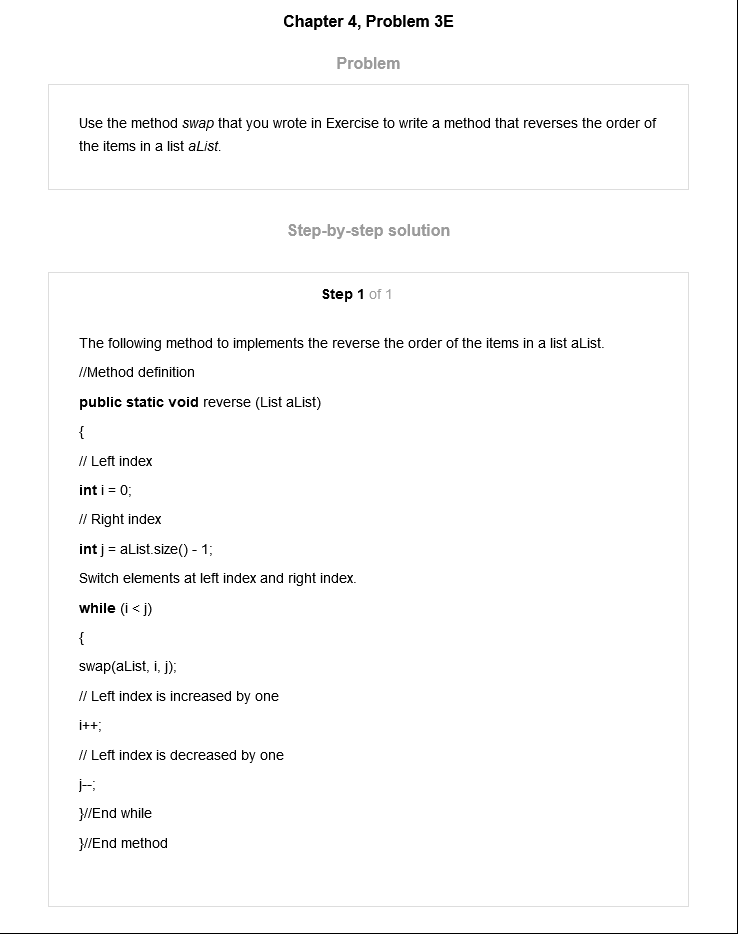 Chapter 4, Problem 3E
Problem
Use the method swap that you wrote in Exercise to write a method that reverses the order of
the items in a list aList.
Step-by-step solution
Step 1 of 1
The following method to implements the reverse the order of the items in a list aList.
//Method definition
public static void reverse (List aList)
{
// Left index
int i = 0;
// Right index
int j = aList.size() - 1;
Switch elements at left index and right index.
while (i < j)
{
swap(aList, i, j);
// Left index is increased by one
i++;
// Left index is decreased by one
j--;
}//End while
}//End method